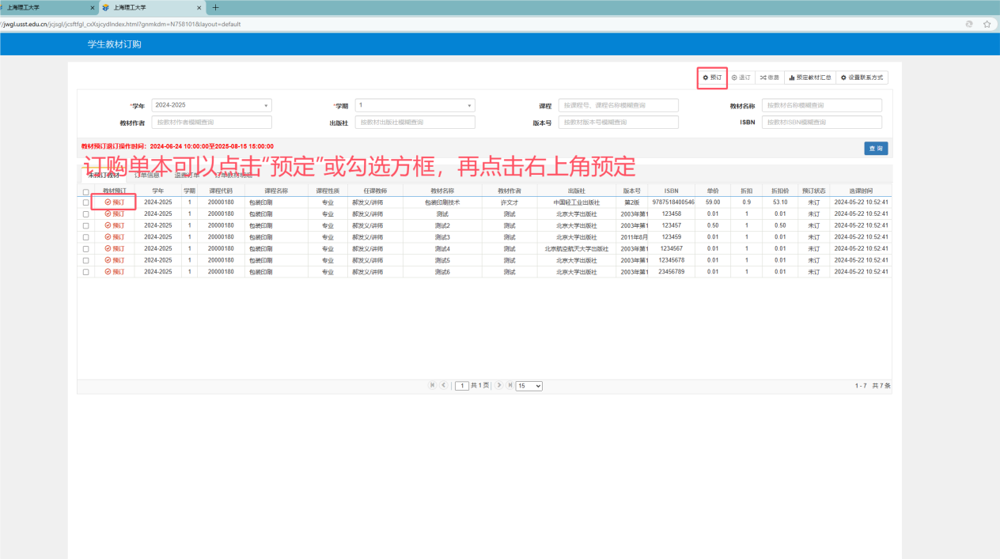 上海理工大学 上海理工大学
/jwgl.usst.edu.cn/jcjsgl/jcsftfgl_cxXsjcydIndex.html?gnmkdm=N758101&layout=default
学生教材订购
预订 退订 缴费 预定教材汇总 设置联系方式
*学年 2024-2025 *学期 1 课程 按课程号、课程名称模糊查询 教材名称 按教材名称模糊查询
教材作者 按教材作者模糊查询 出版社 按教材出版社模糊查询 版本号 按教材版本号模糊查询 ISBN 按教材ISBN模糊查询
教材预订退订操作时间：2024-06-24 10:00:00至2025-08-15 15:00:00
查 询
订购单本可以点击“预定”或勾选方框，再点击右上角预定
未预订教材 订单信息 退费订单 订单教材明细
教材预订 学年 学期 课程代码 课程名称 课程性质 任课教师 教材名称 教材作者 出版社 版本号 ISBN 单价 折扣 折扣价 预订状态 选课时间
预订 2024-2025 1 20000180 包装印刷 专业 郝发义/讲师 包装印刷技术 许文才 中国轻工业出版社 第2版 9787518400546 59.00 0.9 53.10 未订 2024-05-22 10:52:41
预订 2024-2025 1 20000180 包装印刷 专业 郝发义/讲师 测试 测试 北京大学出版社 2003年第1 123458 0.01 1 0.01 未订 2024-05-22 10:52:41
预订 2024-2025 1 20000180 包装印刷 专业 郝发义/讲师 测试2 测试 北京大学出版社 2003年第1 123457 0.50 1 0.50 未订 2024-05-22 10:52:41
预订 2024-2025 1 20000180 包装印刷 专业 郝发义/讲师 测试3 测试 北京大学出版社 2011年8月 123459 0.01 1 0.01 未订 2024-05-22 10:52:41
预订 2024-2025 1 20000180 包装印刷 专业 郝发义/讲师 测试4 测试 北京航空航天大学出版社 2003年第1 1234567 0.01 1 0.01 未订 2024-05-22 10:52:41
预订 2024-2025 1 20000180 包装印刷 专业 郝发义/讲师 测试5 测试 北京大学出版社 2003年第1 12345678 0.01 1 0.01 未订 2024-05-22 10:52:41
预订 2024-2025 1 20000180 包装印刷 专业 郝发义/讲师 测试6 测试 北京大学出版社 2003年第1 23456789 0.01 1 0.01 未订 2024-05-22 10:52:41
1 共 1 页 15 1 - 7 共 7 条